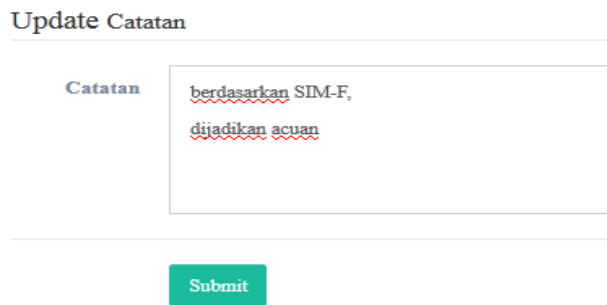 Update Catatan
Catatan
berdasarkan SIM-F,
dijadikan acuan
Submit